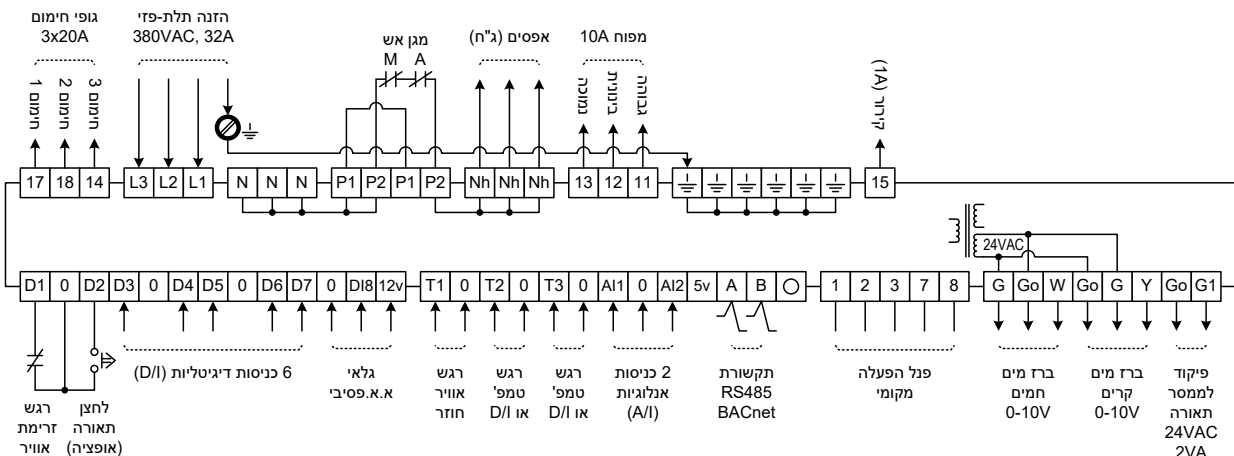 גופי חימום
3x20A
הזנה תלת-פזי
380VAC, 32A
מגן אש
M A
אפסים (ג"ח)
מפוח 10A
חימום 1
חימום 2
חימום 3
נמוכה
בינונית
גבוהה
קירור (1A)
17 18 14 L3 L2 L1 N N N P1 P2 P1 P2 Nh Nh Nh 13 12 11 15
24VAC
D1 0 D2 D3 0 D4 D5 0 D6 D7 0 DI8 12v T1 0 T2 0 T3 0 AI1 0 AI2 5v A B 1 2 3 7 8 G Go W Go G Y Go G1
רגש
זרימת
אוויר
לחצן
תאורה
(אופציה)
6 כניסות דיגיטליות (D/I)
גלאי
א.א.פסיבי
רגש
אוויר
חוזר
רגש
טמפ'
או D/I
רגש
טמפ'
או D/I
2 כניסות
אנלוגיות
(A/I)
תקשורת
RS485
BACnet
פנל הפעלה
מקומי
ברז מים
חמים
0-10V
ברז מים
קרים
0-10V
פיקוד
לממסר
תאורה
24VAC
2VA